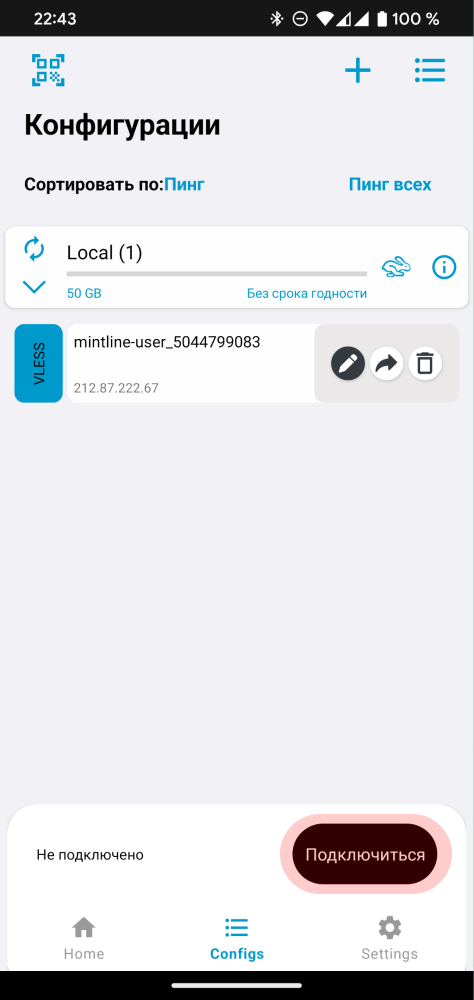 22:43
100 %
Конфигурации
Сортировать по:Пинг
Пинг всех
Local (1)
50 GB
Без срока годности
VLESS
mintline-user_5044799083
212.87.222.67
Не подключено
Подключиться
Home
Configs
Settings